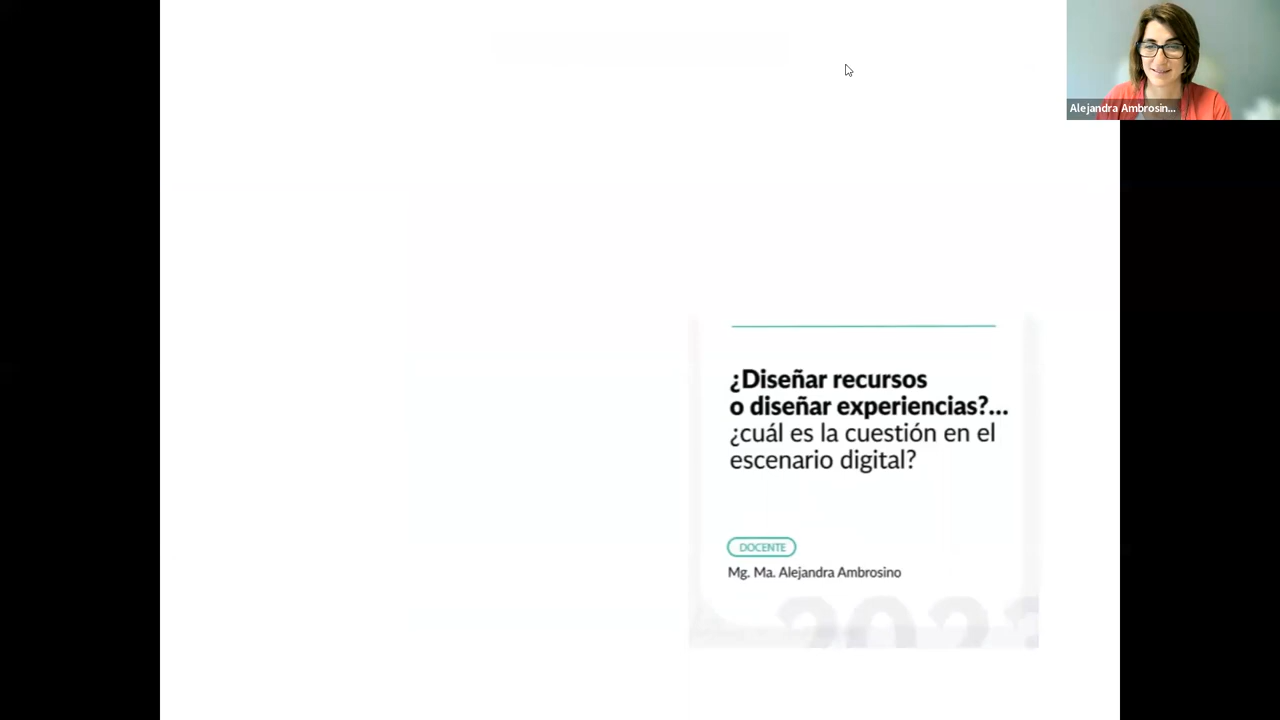 Alejandra Ambrosin...
¿Diseñar recursos
o diseñar experiencias?...
¿cuál es la cuestión en el
escenario digital?
DOCENTE
Mg. Ma. Alejandra Ambrosino